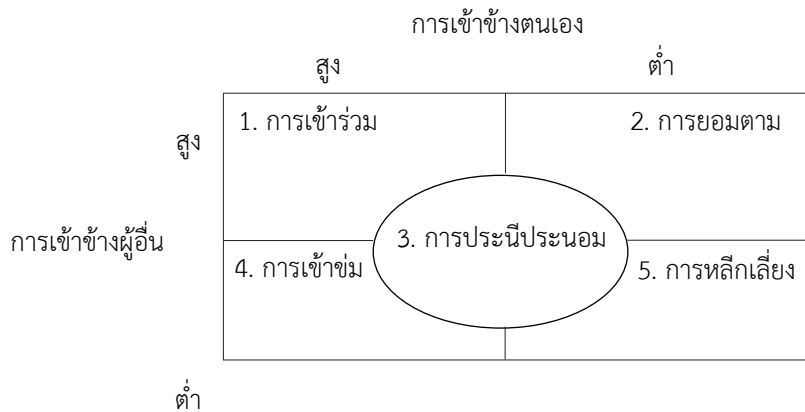 การเข้าข้างตนเอง
สูง ต่ำ
สูง
1. การเข้าร่วม
2. การยอมตาม
การเข้าข้างผู้อื่น
3. การประนีประนอม
4. การเข้าข่ม
5. การหลีกเลี่ยง
ต่ำ